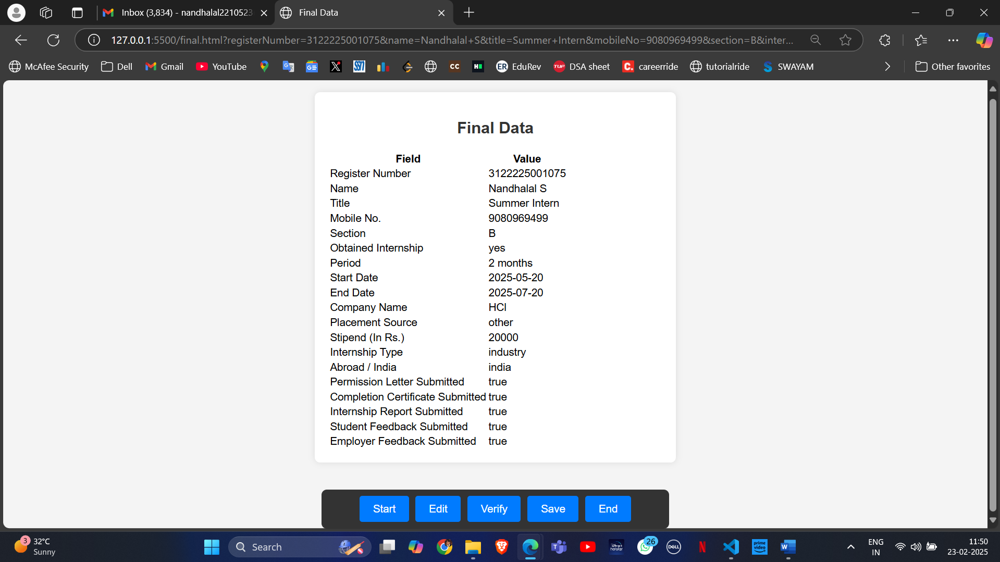 Inbox (3,834) - nandhalal2210523
Final Data
127.0.0.1:5500/final.html?registerNumber=3122225001075&name=Nandhalal+S&title=Summer+Intern&mobileNo=9080969499&section=B&inter...
McAfee Security Dell Gmail YouTube EduRev DSA sheet careerride tutorialride SWAYAM Other favorites
Final Data
Field Value
Register Number 3122225001075
Name Nandhalal S
Title Summer Intern
Mobile No. 9080969499
Section B
Obtained Internship yes
Period 2 months
Start Date 2025-05-20
End Date 2025-07-20
Company Name HCl
Placement Source other
Stipend (In Rs.) 20000
Internship Type industry
Abroad / India india
Permission Letter Submitted true
Completion Certificate Submitted true
Internship Report Submitted true
Student Feedback Submitted true
Employer Feedback Submitted true
Start Edit Verify Save End
3 32°C
Sunny
Search
26
ENG
IN
11:50
23-02-2025